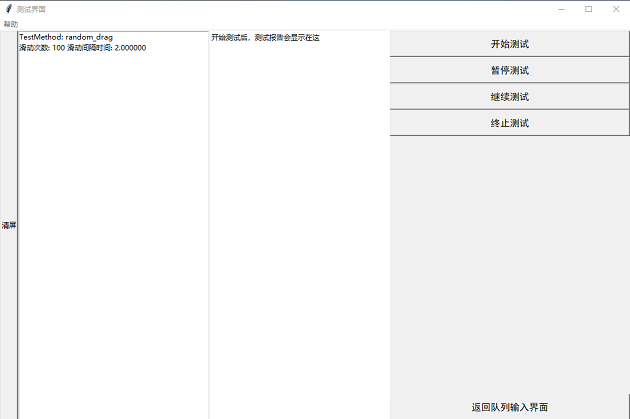 测试界面
帮助
清屏
TestMethod: random_drag
滑动次数: 100 滑动间隔时间: 2.000000
开始测试后，测试报告会显示在这
开始测试
暂停测试
继续测试
终止测试
返回队列输入界面